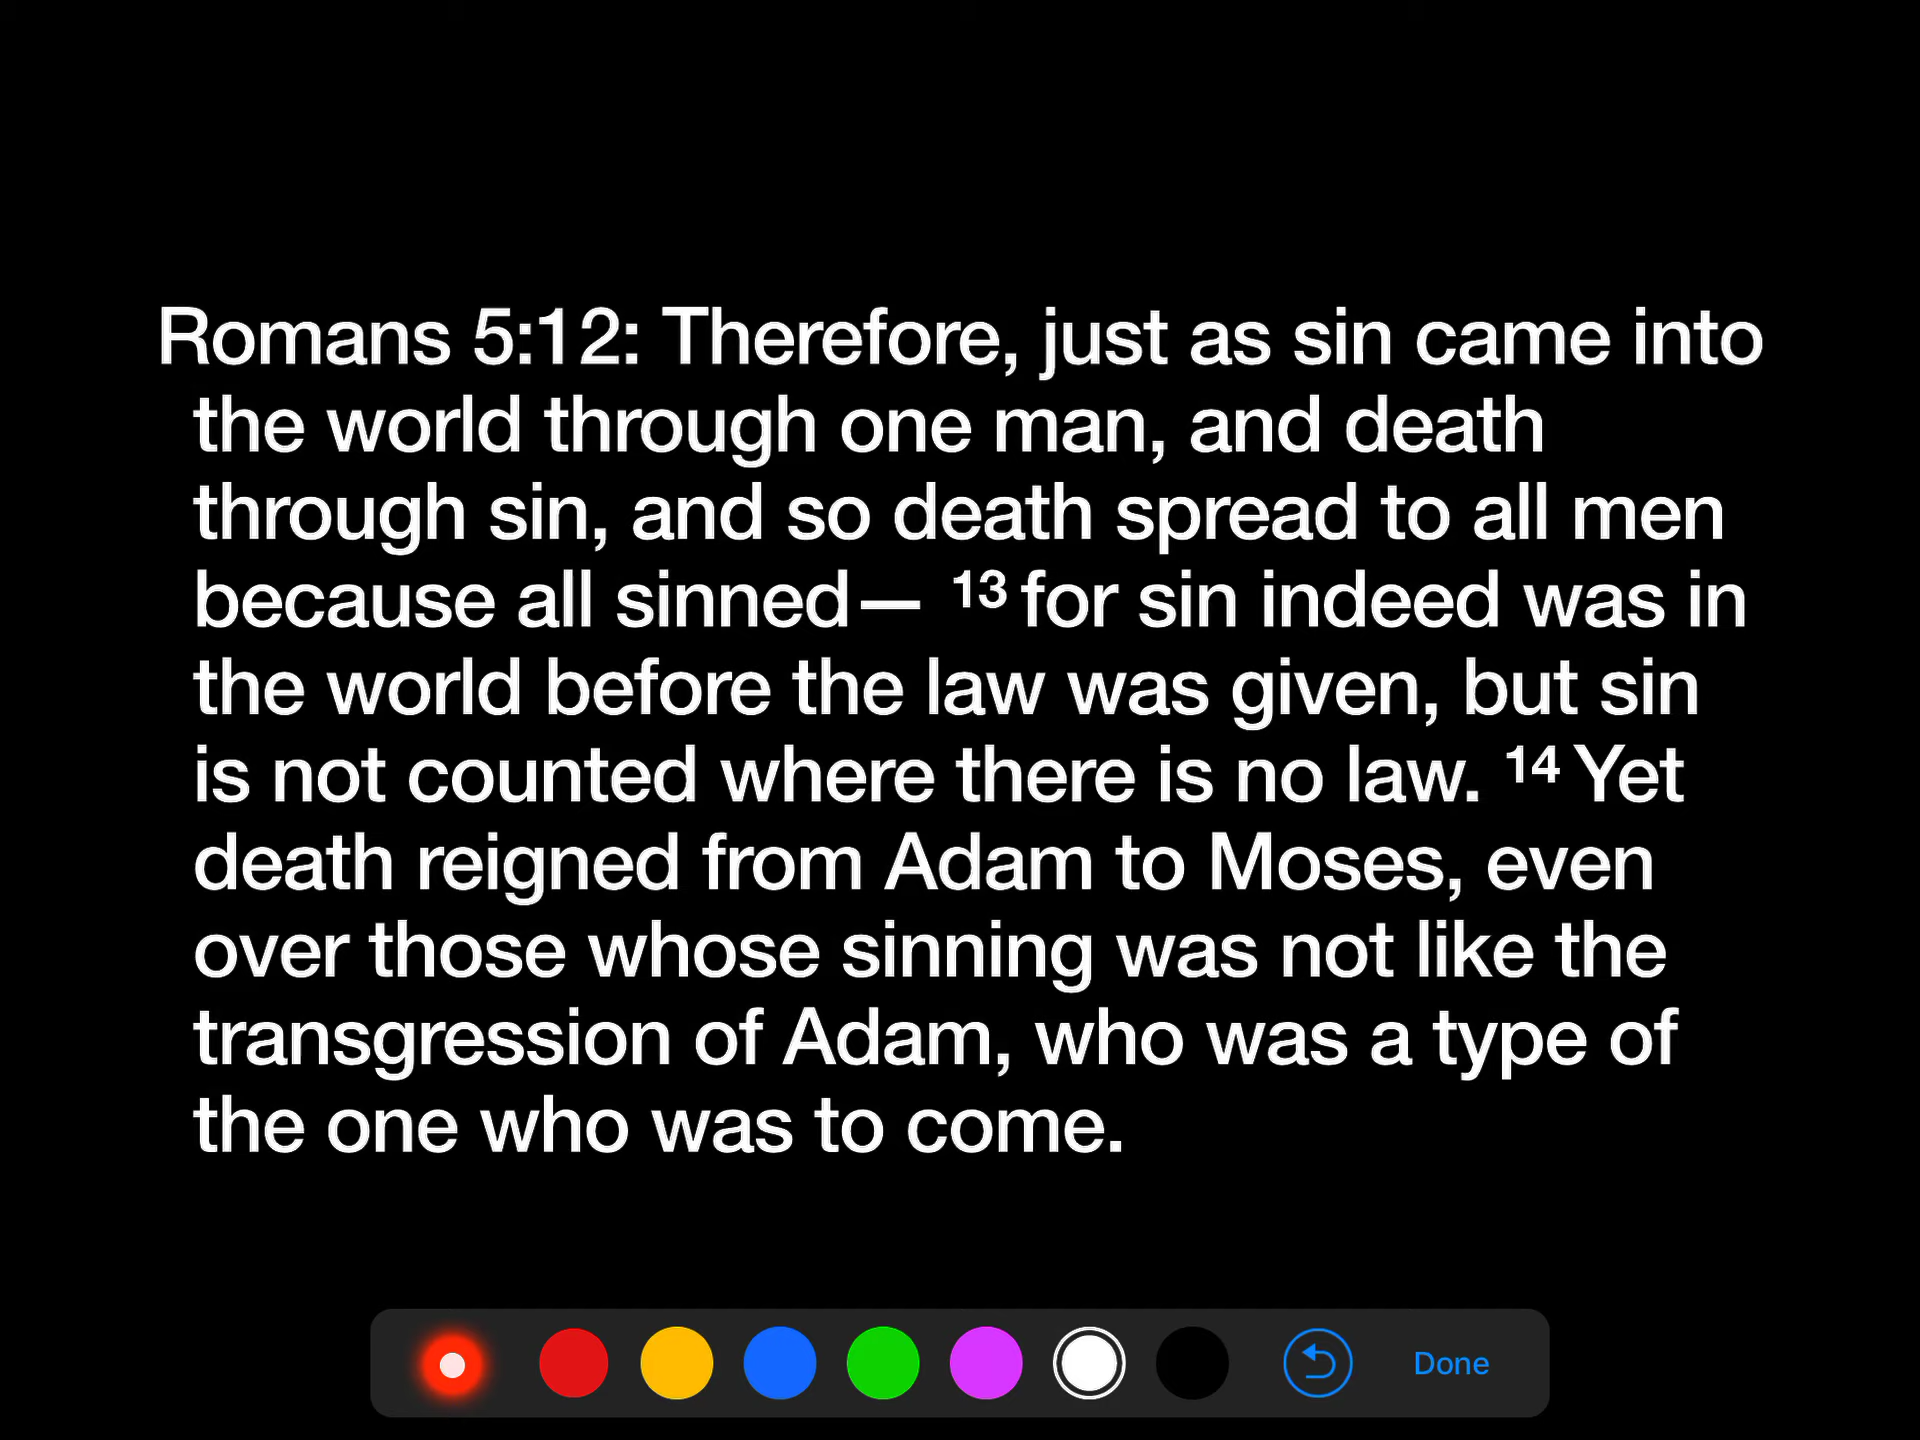 Romans 5:12: Therefore, just as sin came into
the world through one man, and death
through sin, and so death spread to all men
because all sinned— ¹³ for sin indeed was in
the world before the law was given, but sin
is not counted where there is no law. ¹⁴ Yet
death reigned from Adam to Moses, even
over those whose sinning was not like the
transgression of Adam, who was a type of
the one who was to come.
Done